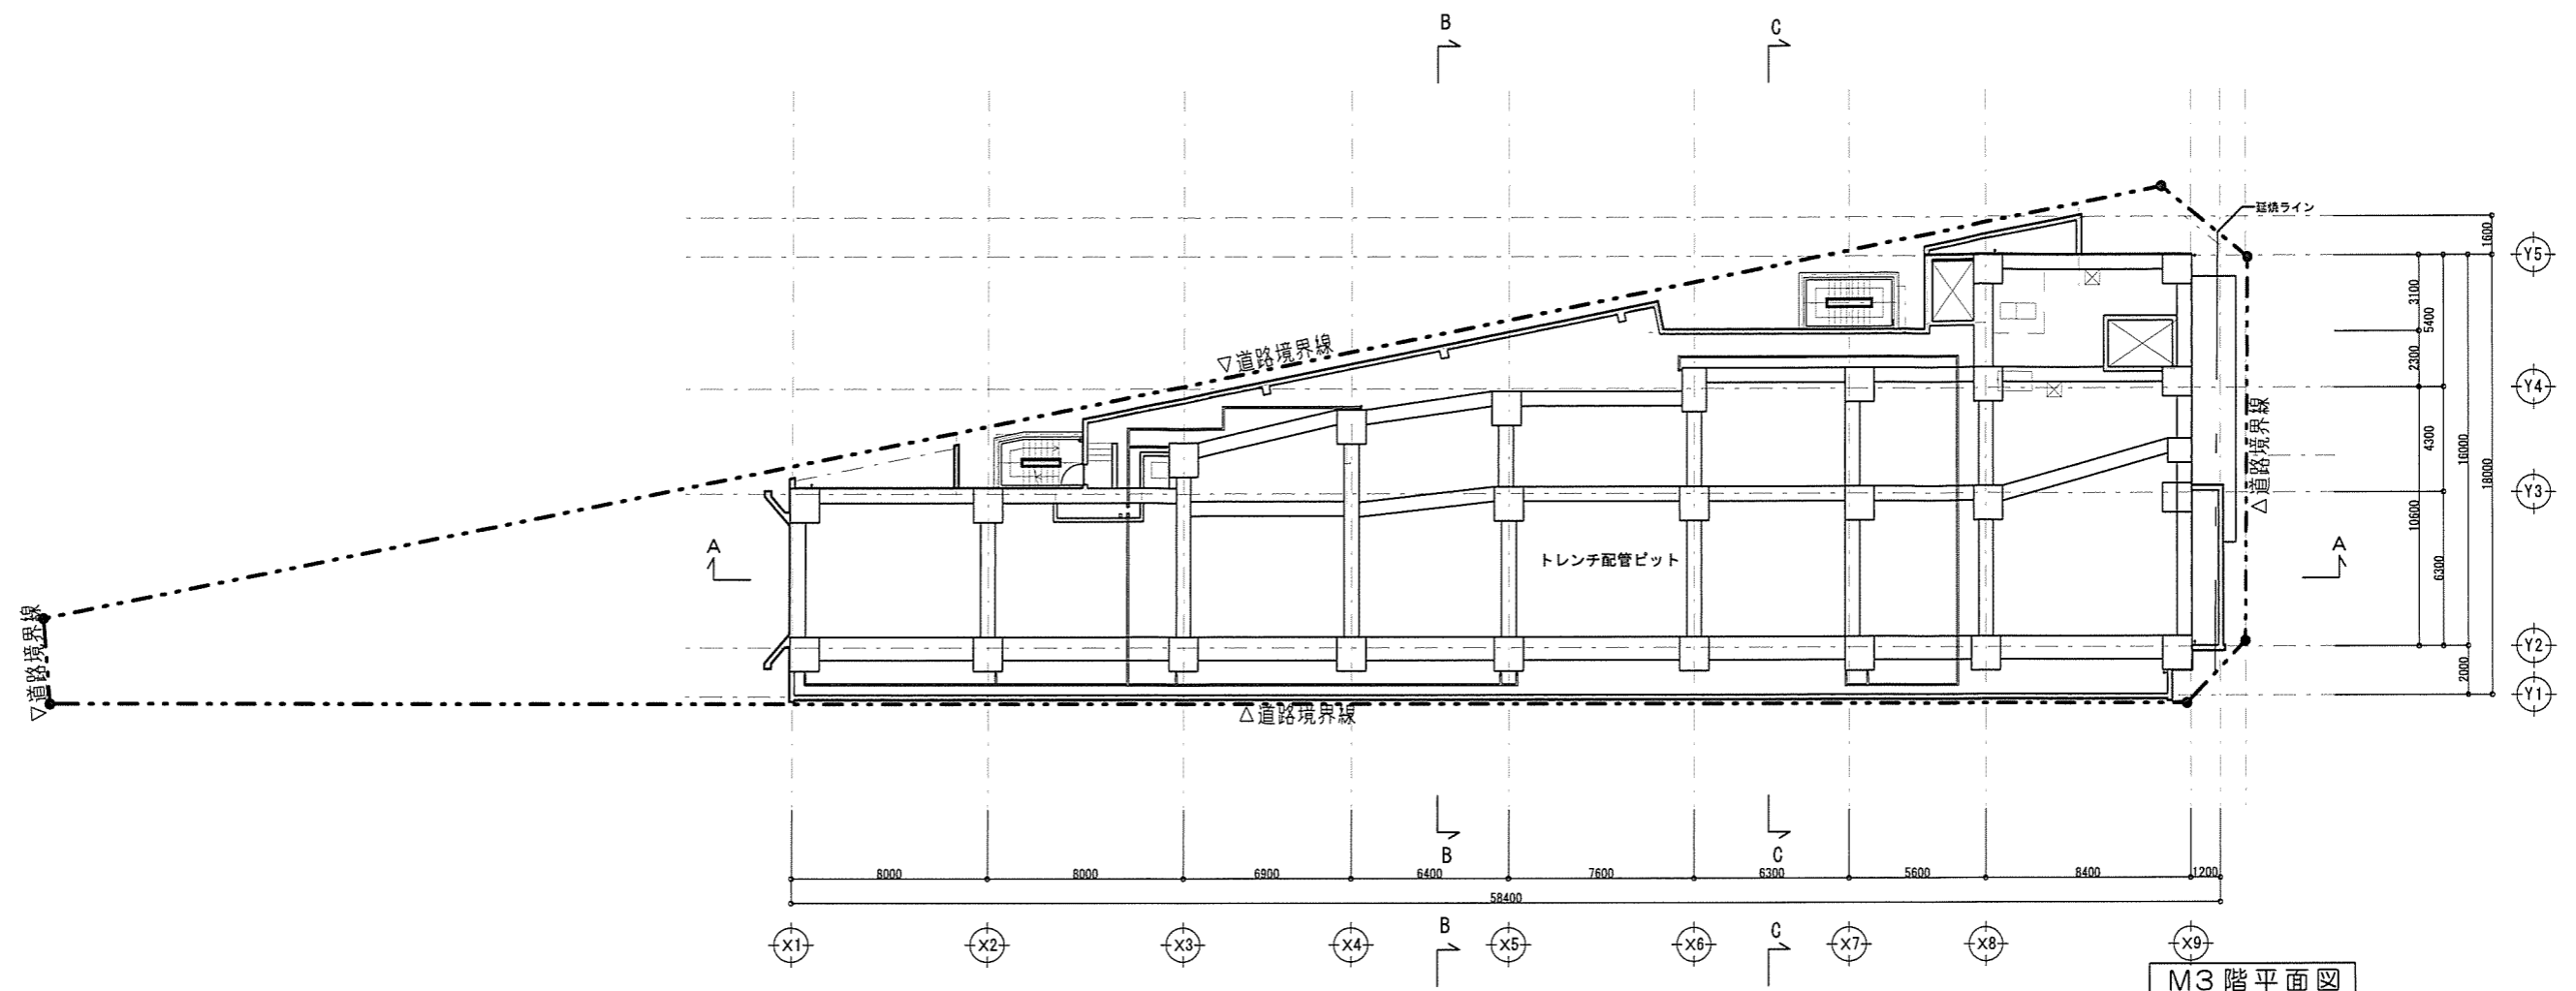 B
C
延焼ライン
1600
Y5
3100
5400
▽道路境界線
2300
Y4
△道路境界線
4300
16000
18000
Y3
10600
A
トレンチ配管ピット
A
6300
▽道路境界線
Y2
2000
Y1
△道路境界線
B
C
8000
8000
6900
6400
7600
6300
5600
8400
1200
58400
B
C
X1
X2
X3
X4
X5
X6
X7
X8
X9
M3階平面図